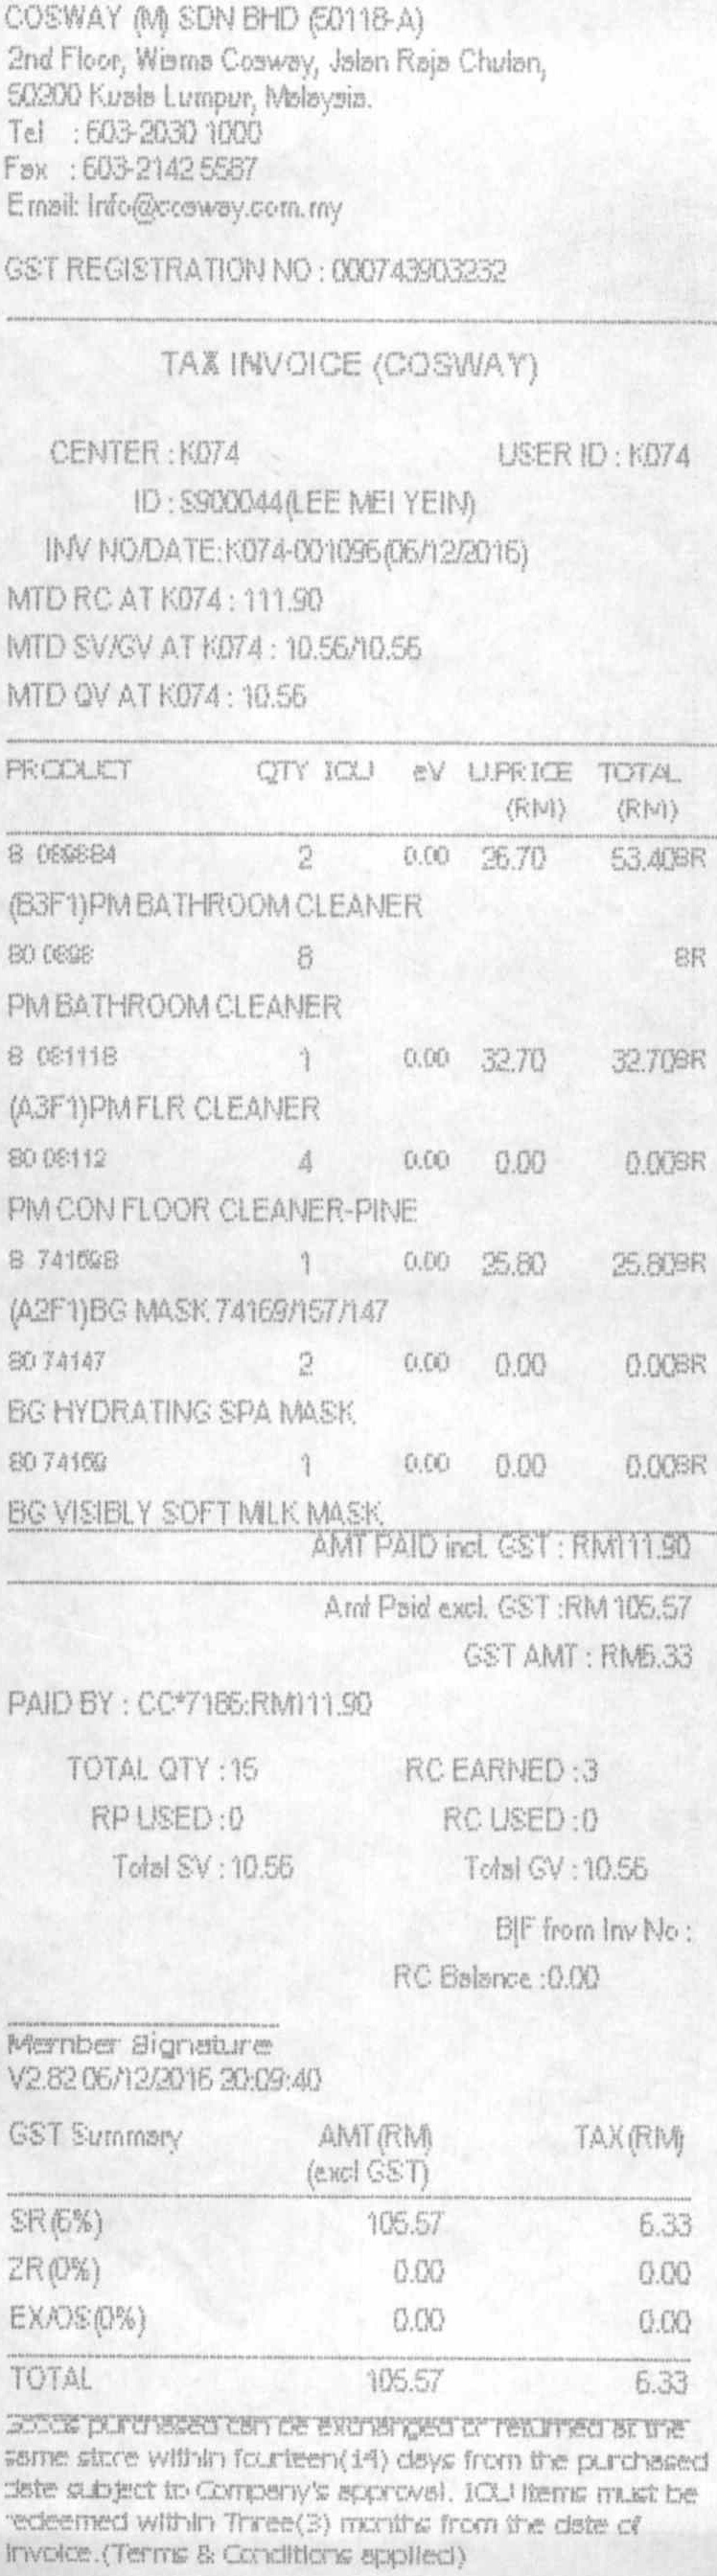 COSWAY (M) SDN BHD (50118-A)
2nd Floor, Wisma Cosway, Jalan Raja Chulan,
50200 Kuala Lumpur, Malaysia.
Tel : 603-2030 1000
Fax : 603-2142 5587
Email: Info@cosway.com.my
GST REGISTRATION NO : 000743903232
TAX INVOICE (COSWAY)
CENTER : K074 USER ID : K074
ID : S900044(LEE MEI YEIN)
INV NO/DATE:K074-001096(06/12/2016)
MTD RC AT K074 : 111.90
MTD SV/GV AT K074 : 10.56/10.56
MTD QV AT K074 : 10.56
PRODUCT QTY ICU eV U.PRICE TOTAL
(RM) (RM)
8 2 0.00 26.70 53.40SR
(B3F1)PM BATHROOM CLEANER
80 8 SR
PM BATHROOM CLEANER
8 081118 1 0.00 32.70 32.70SR
(A3F1)PM FLR CLEANER
80 08112 4 0.00 0.00 0.00SR
PM CON FLOOR CLEANER-PINE
8 741698 1 0.00 25.80 25.80SR
(A2F1)BG MASK 74169/157/147
80 74147 2 0.00 0.00 0.00SR
BG HYDRATING SPA MASK
80 74169 1 0.00 0.00 0.00SR
BG VISIBLY SOFT MILK MASK
AMT PAID incl. GST : RM111.90
Amt Paid excl. GST :RM 105.57
GST AMT : RM6.33
PAID BY : CC*7186:RM111.90
TOTAL QTY :15 RC EARNED :3
RP USED :0 RC USED :0
Total SV : 10.56 Total GV : 10.56
B|F from Inv No :
RC Balance :0.00
Member Signature
V2.82 06/12/2016 20:09:40
GST Summary AMT(RM) TAX(RM)
(excl GST)
SR(6%) 105.57 6.33
ZR(0%) 0.00 0.00
EX/OS(0%) 0.00 0.00
TOTAL 105.57 6.33
Goods purchased can be exchanged or returned at the
same store within fourteen(14) days from the purchased
date subject to Company's approval. ICU items must be
redeemed within Three(3) months from the date of
invoice.(Terms & Conditions applied)